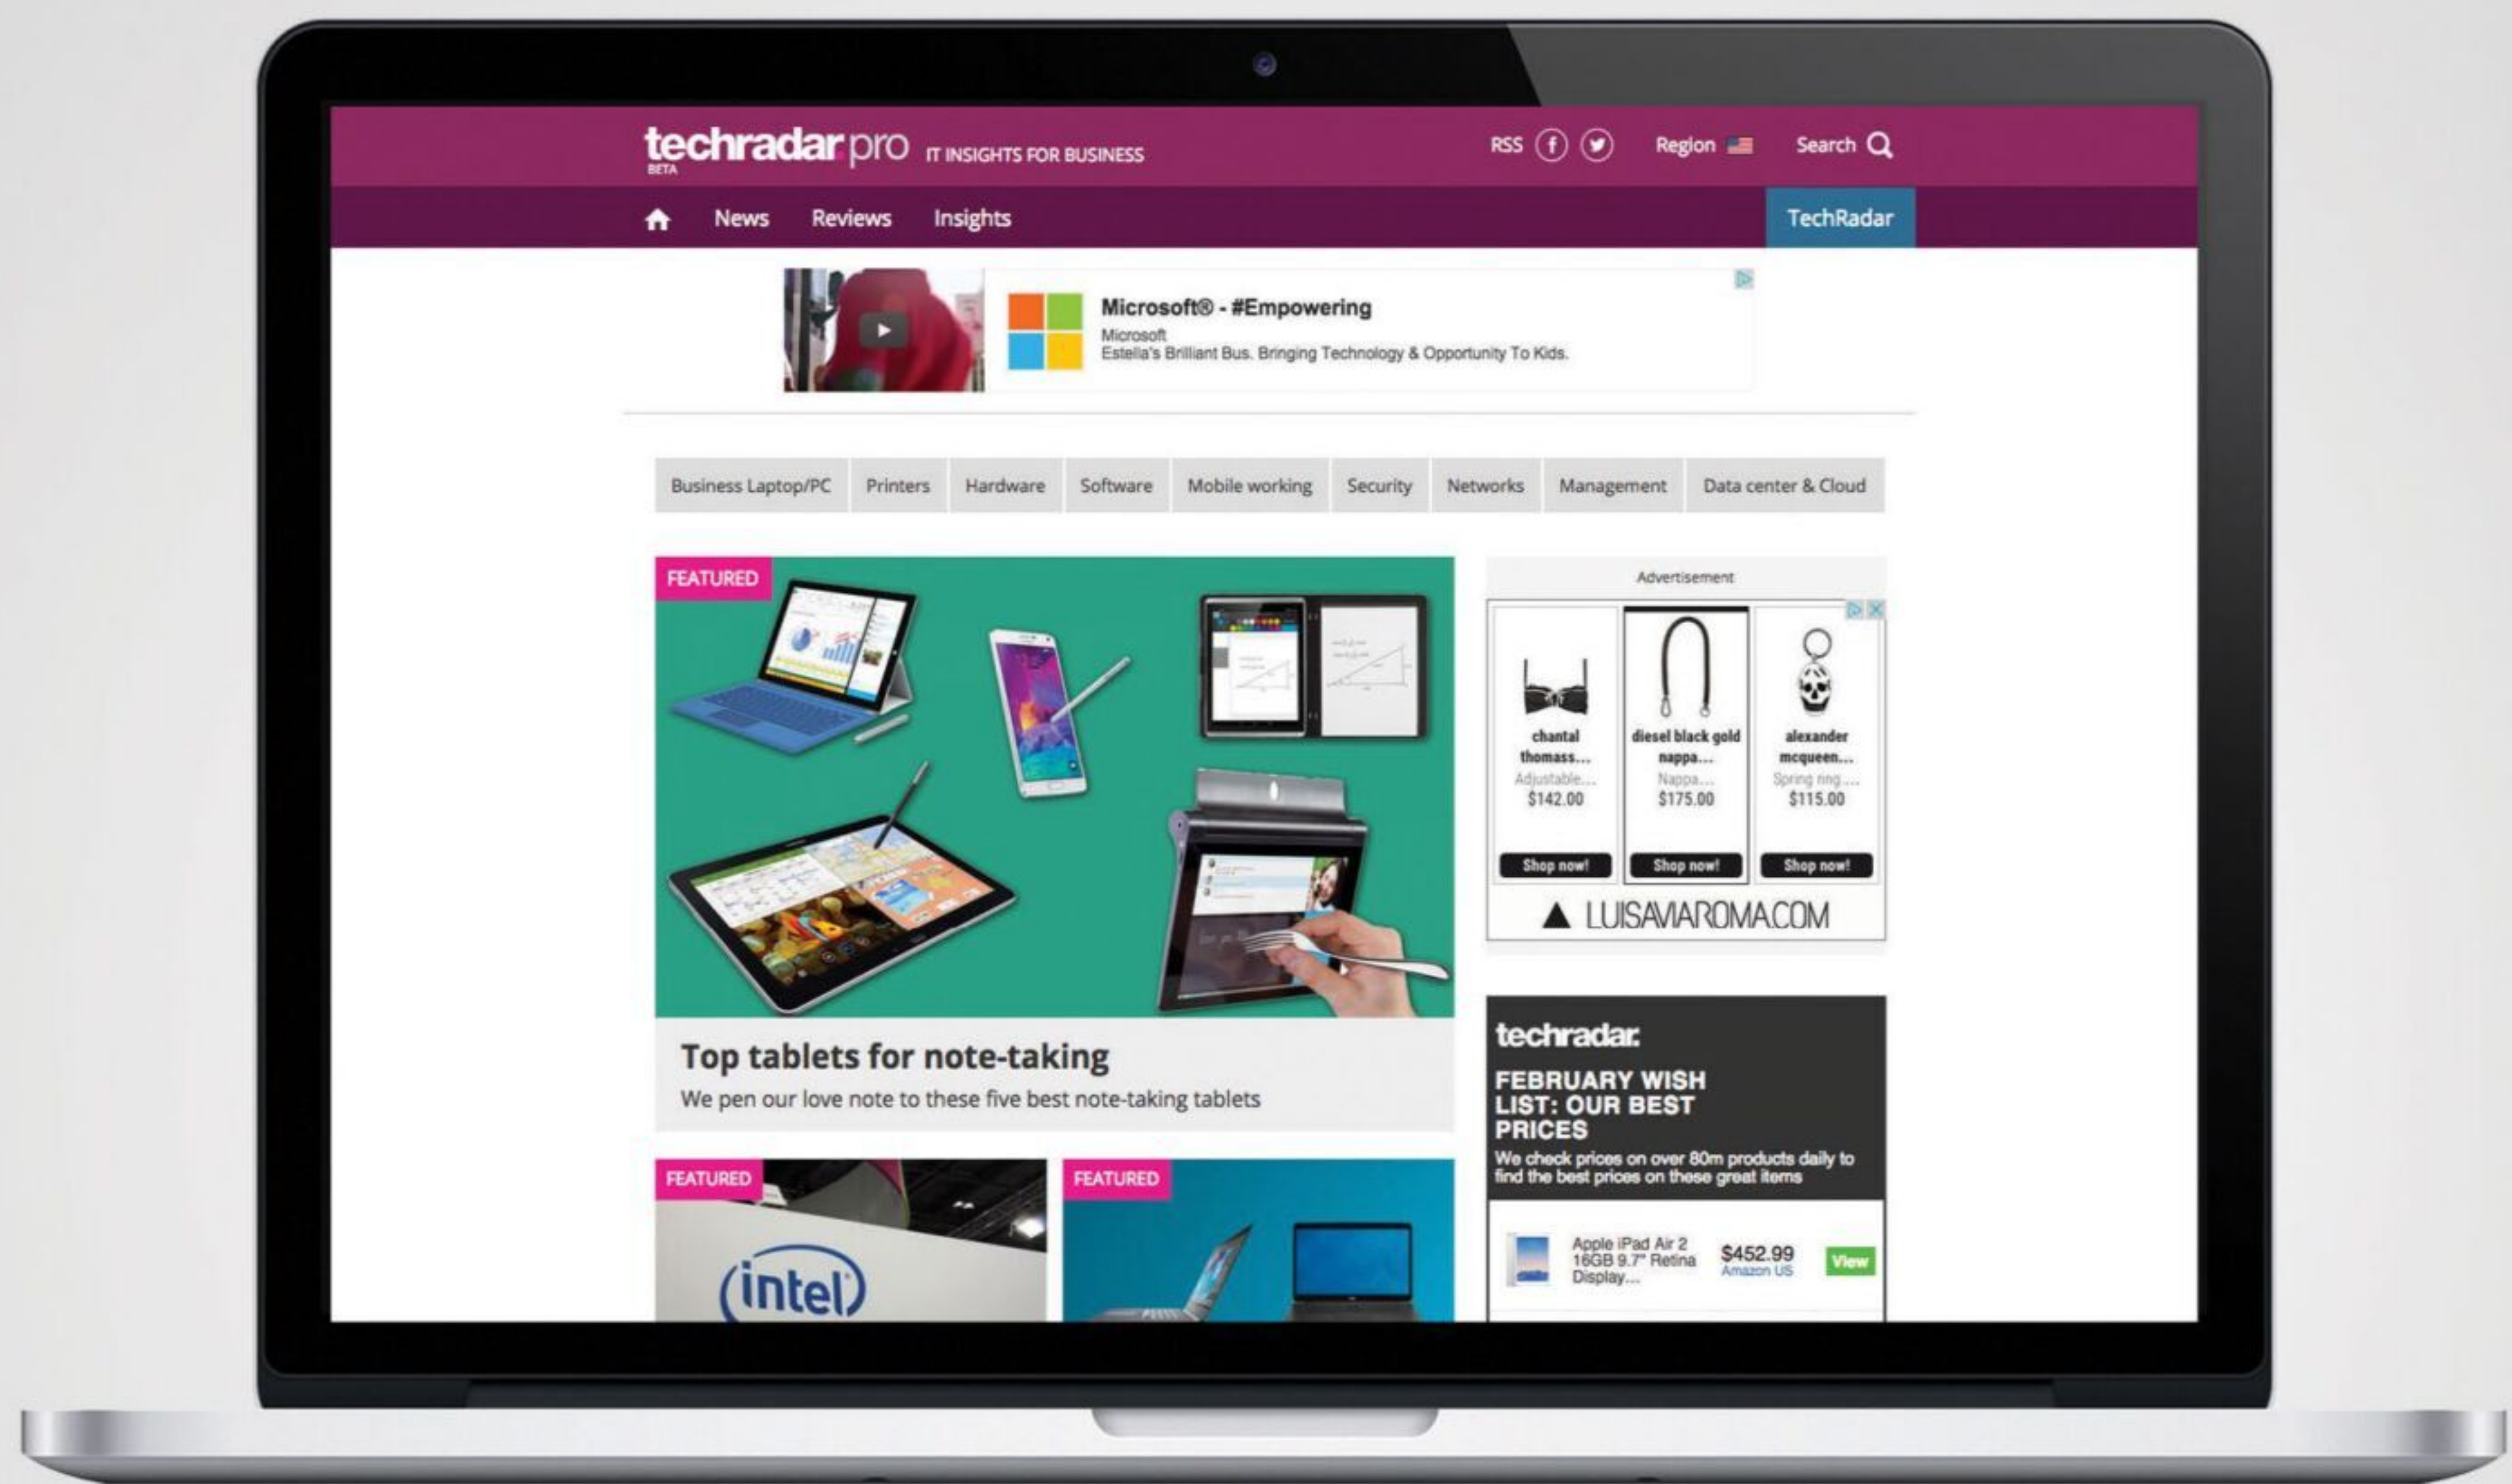 techradar.pro IT INSIGHTS FOR BUSINESS
BETA
RSS
Region
Search
News
Reviews
Insights
TechRadar
Microsoft® - #Empowering
Microsoft
Estella's Brilliant Bus. Bringing Technology & Opportunity To Kids.
Business Laptop/PC
Printers
Hardware
Software
Mobile working
Security
Networks
Management
Data center & Cloud
FEATURED
Top tablets for note-taking
We pen our love note to these five best note-taking tablets
FEATURED
intel
FEATURED
Advertisement
chantal
thomass...
Adjustable...
$142.00
Shop now!
diesel black gold
nappa...
Nappa...
$175.00
Shop now!
alexander
mcqueen...
Spring ring....
$115.00
Shop now!
LUISAVIAROMA.COM
techradar.
FEBRUARY WISH
LIST: OUR BEST
PRICES
We check prices on over 80m products daily to
find the best prices on these great items
Apple iPad Air 2
16GB 9.7" Retina
Display...
$452.99
Amazon US
View